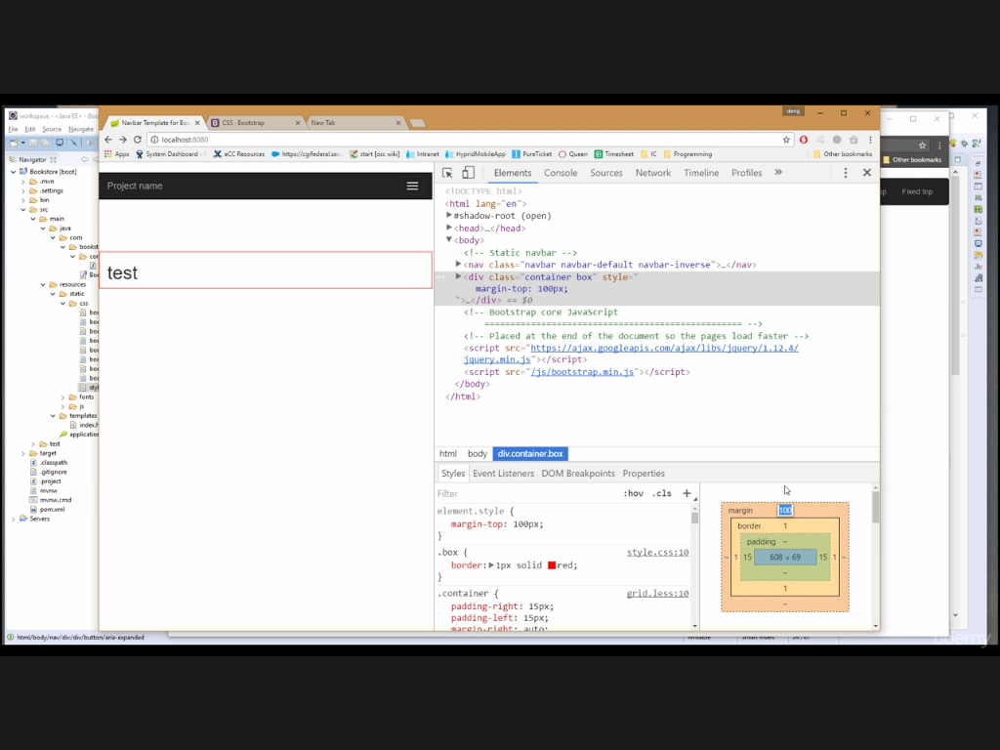 workspace - <Java EE> - Bo
deng
Navbar Template for Bo
CSS · Bootstrap
New Tab
File Edit Source Navigate
localhost:8080
Apps System Dashboard - eCC Resources https://cgifederal.se start [osc wiki] Intranet HypridMobileApp PureTicket Queen Timesheet IC Programming Other bookmarks
Other bookmarks
Navigator
Bookstore [boot]
.mvn
.settings
bin
src
main
java
com
bookst
co
Bo
resources
static
css
boo
boo
boo
boo
boo
boo
boo
boo
styl
fonts
js
templates
index.h
applicatio
test
target
.classpath
.gitignore
.project
mvnw
mvnw.cmd
pom.xml
Servers
Project name
test
Elements Console Sources Network Timeline Profiles »
Fixed top
<!DOCTYPE html>
<html lang="en">
#shadow-root (open)
<head>…</head>
<body>
<!-- Static navbar -->
<nav class="navbar navbar-default navbar-inverse">…</nav>
<div class="container box" style="
margin-top: 100px;
">…</div> == $0
<!-- Bootstrap core JavaScript
================================================== -->
<!-- Placed at the end of the document so the pages load faster -->
<script src="https://ajax.googleapis.com/ajax/libs/jquery/1.12.4/
jquery.min.js"></script>
<script src="/js/bootstrap.min.js"></script>
</body>
</html>
html body div.container.box
Styles Event Listeners DOM Breakpoints Properties
Filter :hov .cls +
element.style {
margin-top: 100px;
}
.box { style.css:10
border: 1px solid red;
}
.container { grid.less:10
padding-right: 15px;
padding-left: 15px;
margin-right: auto;
margin 100
border 1
padding –
– 1 15 608 × 69 15 1 –
–
1
–
html/body/nav/div/div/button/aria-expanded
Writable Smart Insert
udemy